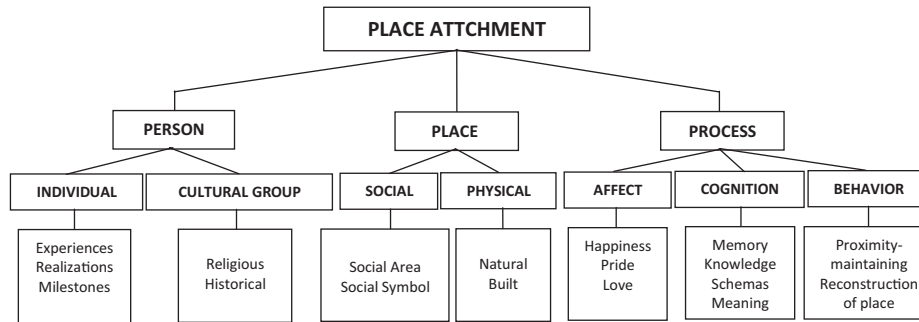 PLACE ATTCHMENT
PERSON
PLACE
PROCESS
INDIVIDUAL
CULTURAL GROUP
SOCIAL
PHYSICAL
AFFECT
COGNITION
BEHAVIOR
Experiences
Realizations
Milestones
Religious
Historical
Social Area
Social Symbol
Natural
Built
Happiness
Pride
Love
Memory
Knowledge
Schemas
Meaning
Proximity-
maintaining
Reconstruction
of place